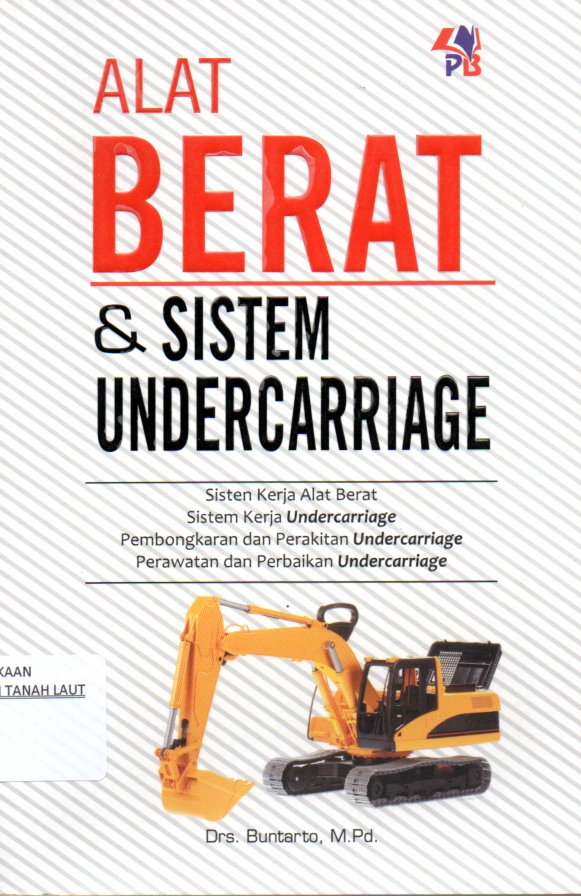 PB
ALAT
BERAT
& SISTEM
UNDERCARRIAGE
Sisten Kerja Alat Berat
Sistem Kerja Undercarriage
Pembongkaran dan Perakitan Undercarriage
Perawatan dan Perbaikan Undercarriage
KAAN
TANAH LAUT
Drs. Buntarto, M.Pd.